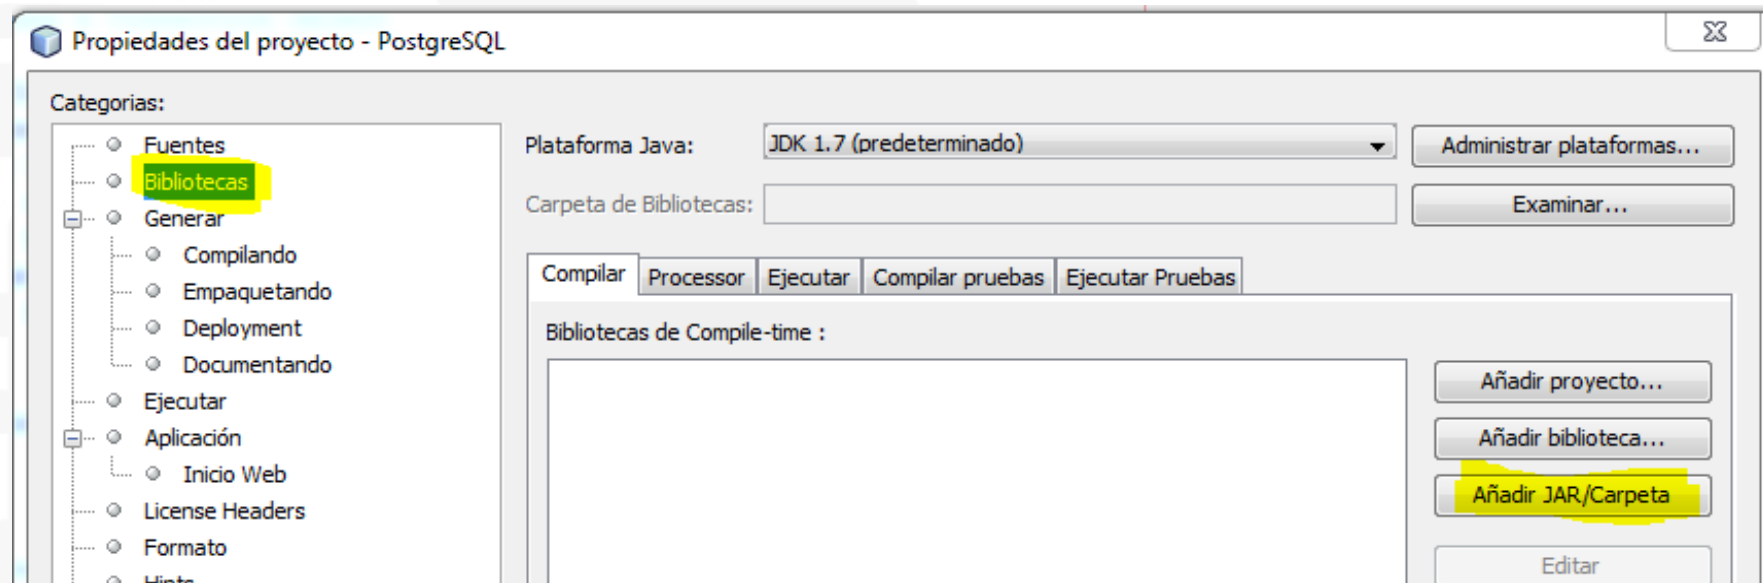 Propiedades del proyecto - PostgreSQL
Categorias:
Fuentes
Bibliotecas
Generar
Compilando
Empaquetando
Deployment
Documentando
Ejecutar
Aplicación
Inicio Web
License Headers
Formato
Hints
Plataforma Java:
JDK 1.7 (predeterminado)
Administrar plataformas...
Carpeta de Bibliotecas:
Examinar...
Compilar
Processor
Ejecutar
Compilar pruebas
Ejecutar Pruebas
Bibliotecas de Compile-time :
Añadir proyecto...
Añadir biblioteca...
Añadir JAR/Carpeta
Editar